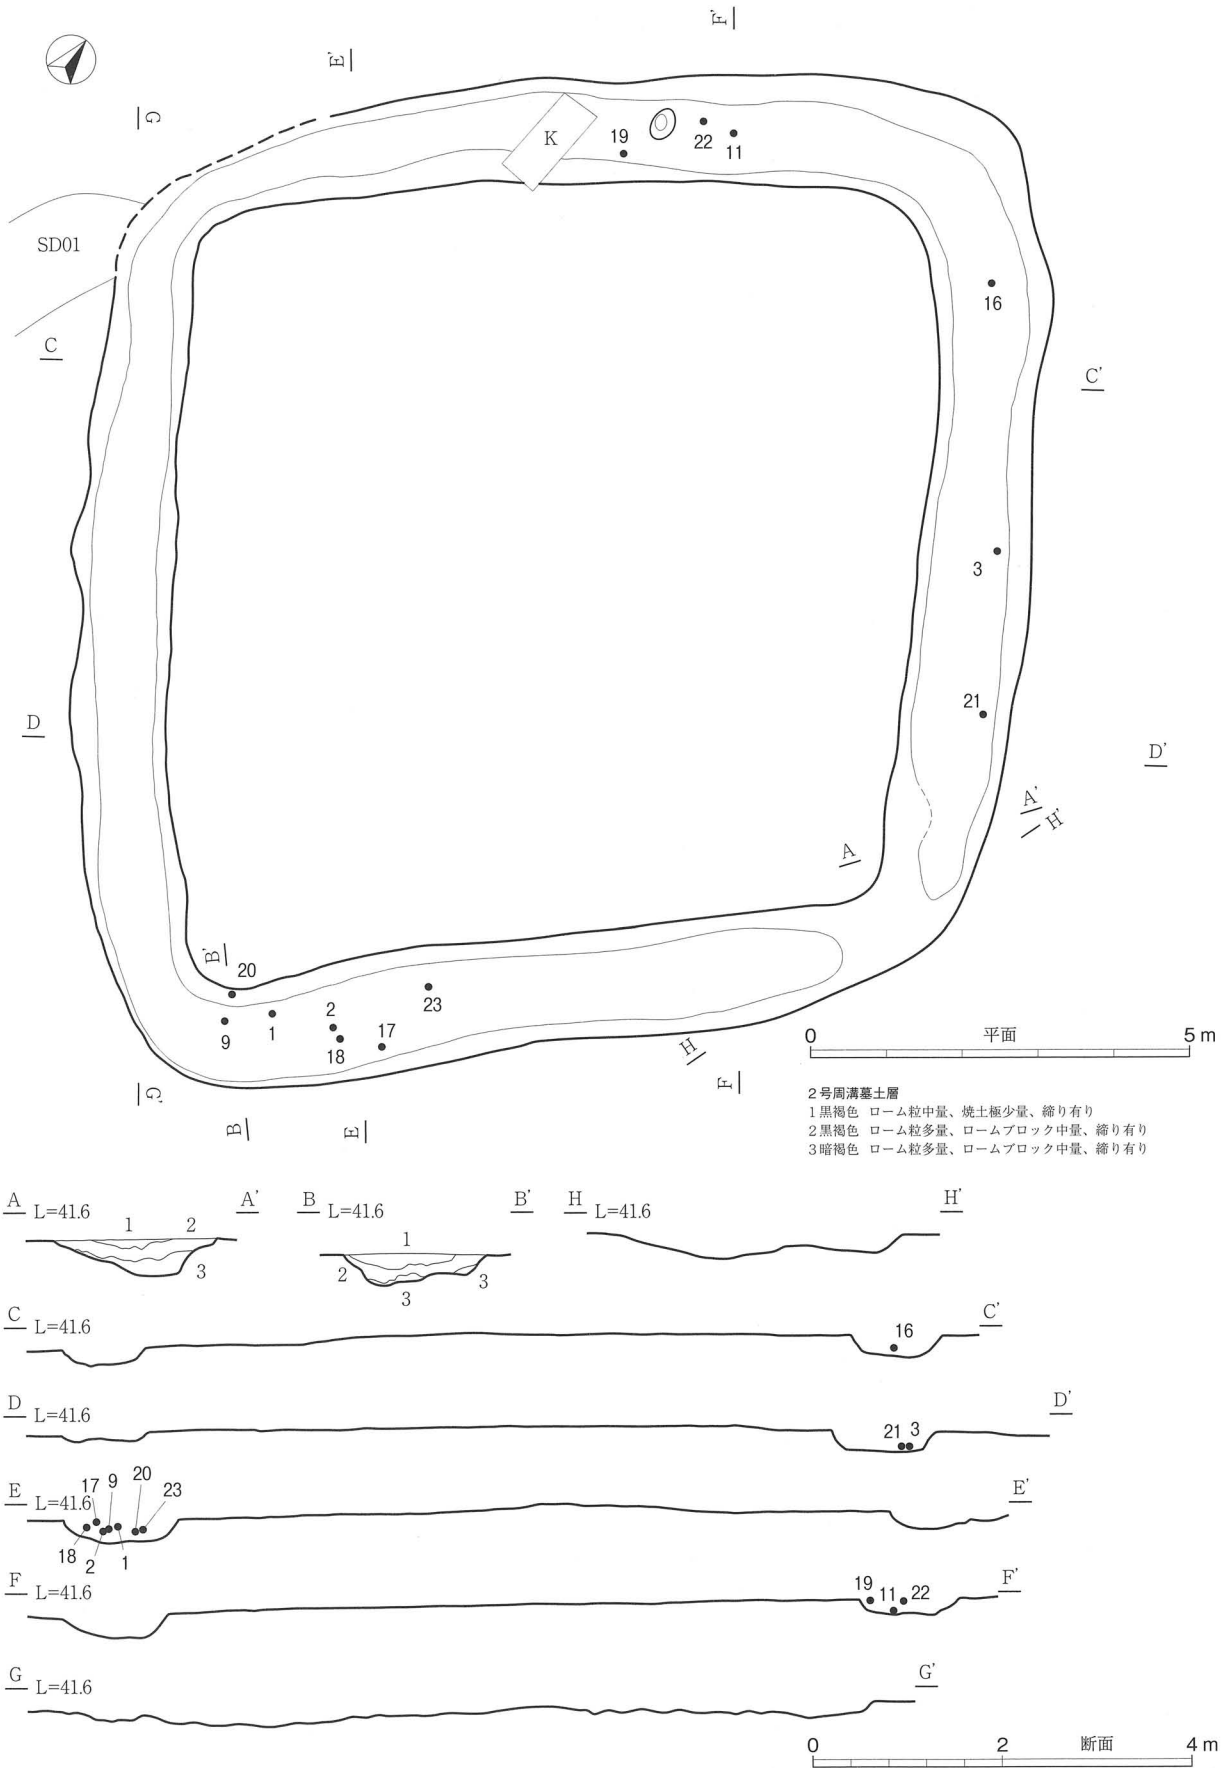 F'
E'
G
K
19
22
11
SD01
16
C
C'
3
21
D
D'
A'
H'
A
B'
20
23
2
1
9
18
17
H
F
G'
B
E
0 平面 5 m
2号周溝墓土層
1黒褐色 ローム粒中量、焼土極少量、締り有り
2黒褐色 ローム粒多量、ロームブロック中量、締り有り
3暗褐色 ローム粒多量、ロームブロック中量、締り有り
A L=41.6 A'
1 2
3
B L=41.6 B'
1
2 3
3
H L=41.6 H'
C L=41.6 C'
16
D L=41.6 D'
21 3
E L=41.6 E'
17 9 20 23
18 2 1
F L=41.6 F'
19 11 22
G L=41.6 G'
0 2 断面 4 m